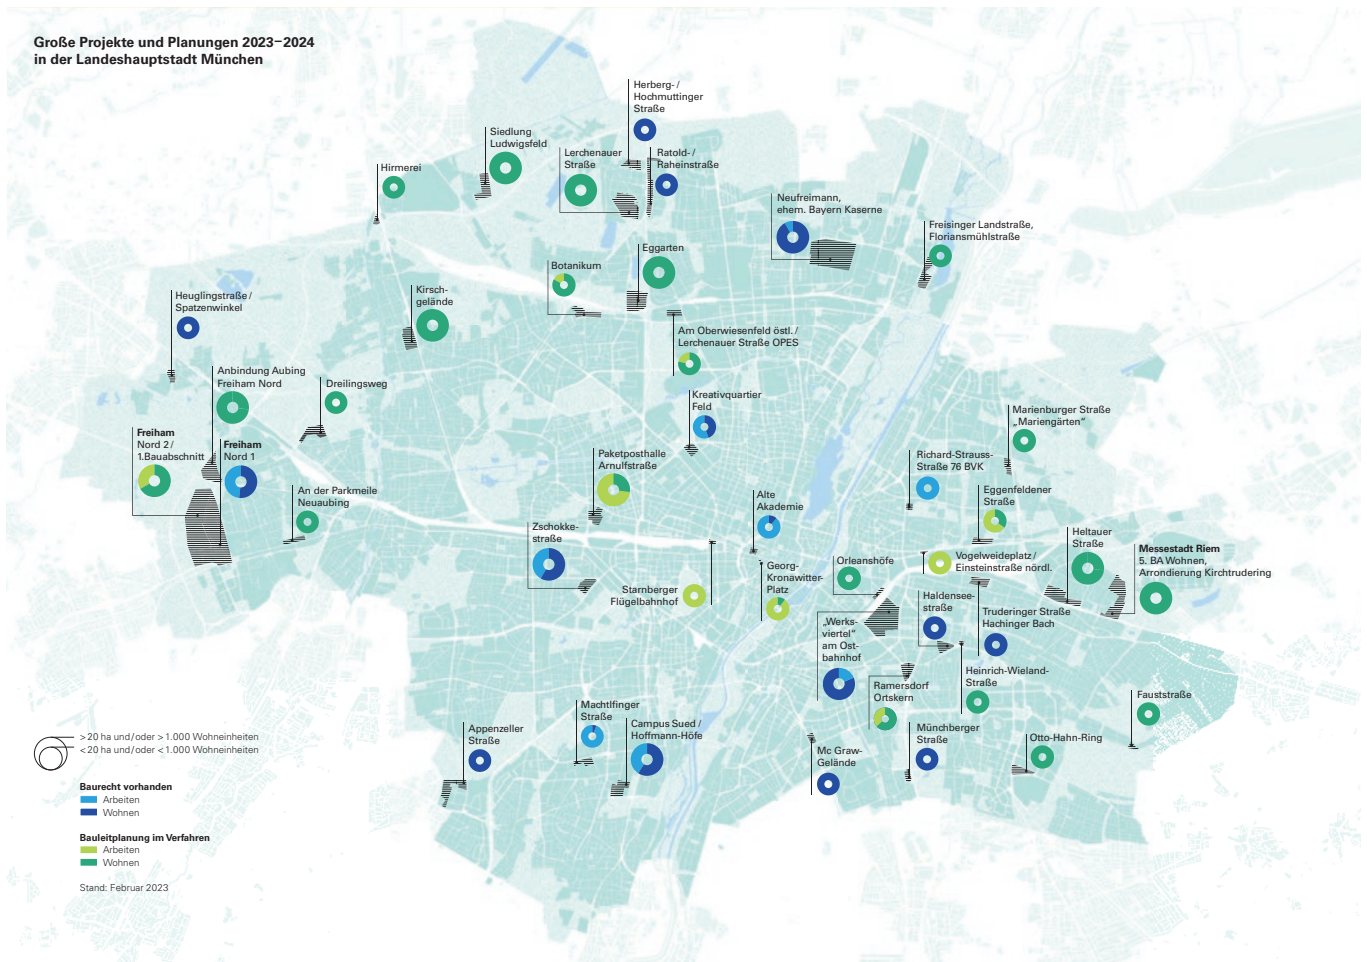 Große Projekte und Planungen 2023–2024
in der Landeshauptstadt München
Herberg-/
Hochmuttinger
Straße
Siedlung
Ludwigsfeld
Lerchenauer
Straße
Ratold-/
Raheinstraße
Hirmerei
Neufreimann,
ehem. Bayern Kaserne
Freisinger Landstraße,
Floriansmühlstraße
Eggarten
Botanikum
Kirsch-
gelände
Heuglingstraße/
Spatzenwinkel
Am Oberwiesenfeld östl./
Lerchenauer Straße OPES
Anbindung Aubing
Freiham Nord
Dreilingsweg
Kreativquartier
Feld
Marienburger Straße
„Mariengärten“
Freiham
Nord 2/
1.Bauabschnitt
Freiham
Nord 1
Paketposthalle
Arnulfstraße
Richard-Strauss-
Straße 76 BVK
An der Parkmeile
Neuaubing
Alte
Akademie
Eggenfeldener
Straße
Zschokke-
straße
Heltauer
Straße
Messestadt Riem
5. BA Wohnen,
Arrondierung Kirchtrudering
Vogelweideplatz/
Einsteinstraße nördl.
Orleanshöfe
Georg-
Kronawitter-
Platz
Starnberger
Flügelbahnhof
Haldensee-
straße
Truderinger Straße
Hachinger Bach
„Werks-
viertel“
am Ost-
bahnhof
Heinrich-Wieland-
Straße
Ramersdorf
Ortskern
Fauststraße
Machtlfinger
Straße
Campus Sued /
Hoffmann-Höfe
Appenzeller
Straße
Münchberger
Straße
Otto-Hahn-Ring
Mc Graw-
Gelände
> 20 ha und/oder > 1.000 Wohneinheiten
< 20 ha und/oder < 1.000 Wohneinheiten
Baurecht vorhanden
Arbeiten
Wohnen
Bauleitplanung im Verfahren
Arbeiten
Wohnen
Stand: Februar 2023